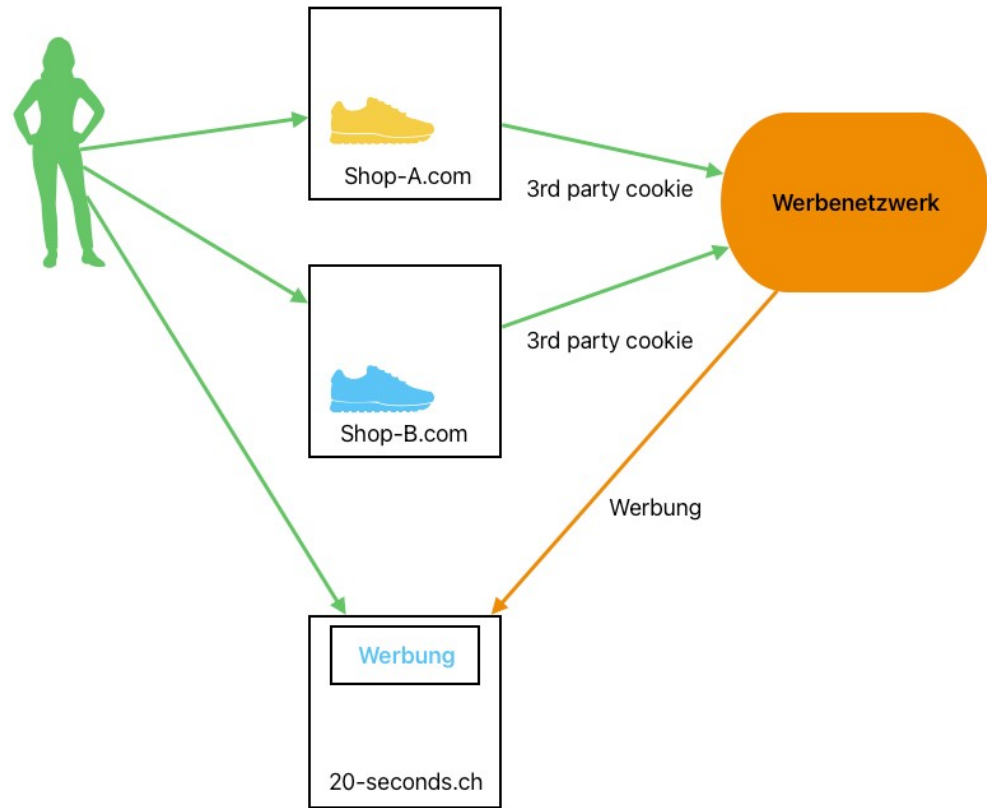 Shop-A.com
3rd party cookie
Werbenetzwerk
3rd party cookie
Shop-B.com
Werbung
Werbung
20-seconds.ch